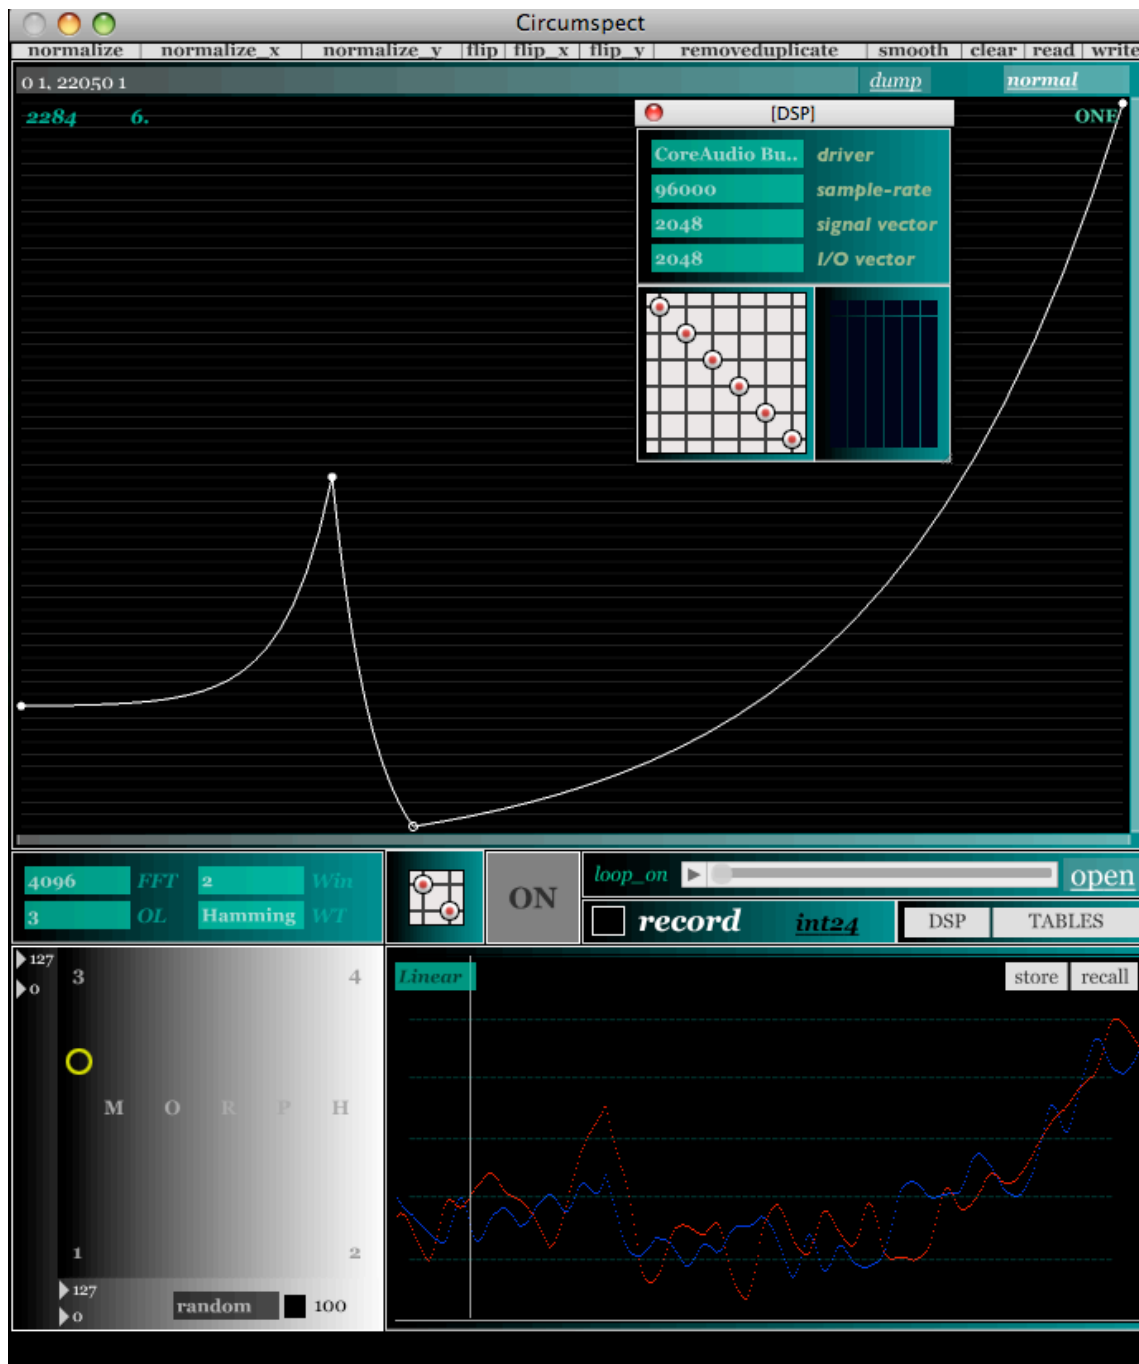 Circumspect
normalize normalize_x normalize_y flip flip_x flip_y removeduplicate smooth clear read write
0 1, 22050 1 dump normal
2284 6. ONE
[DSP]
CoreAudio Bu.. driver
96000 sample-rate
2048 signal vector
2048 I/O vector
4096 FFT 2 Win
3 OL Hamming WT
ON
loop_on open
record int24 DSP TABLES
127
0
3 4
M O R P H
1 2
127
0
random 100
Linear store recall